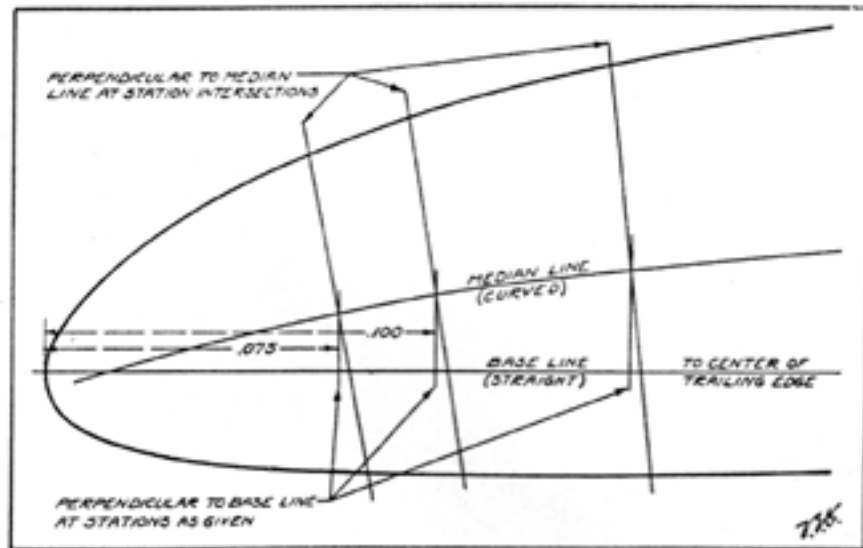 PERPENDICULAR TO MEDIAN
LINE AT STATION INTERSECTIONS
MEDIAN LINE
(CURVED)
.100
.075
BASE LINE
(STRAIGHT)
TO CENTER OF
TRAILING EDGE
PERPENDICULAR TO BASE LINE
AT STATIONS AS GIVEN